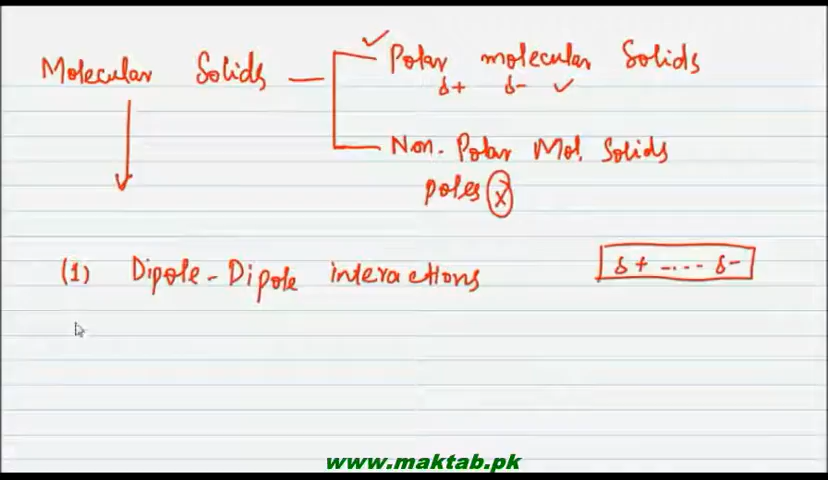 Molecular Solids — Polar molecular Solids
δ+ δ- ✓
Non. Polar Mol. Solids
poles X
(1) Dipole - Dipole interactions
δ+ ..... δ-
www.maktab.pk